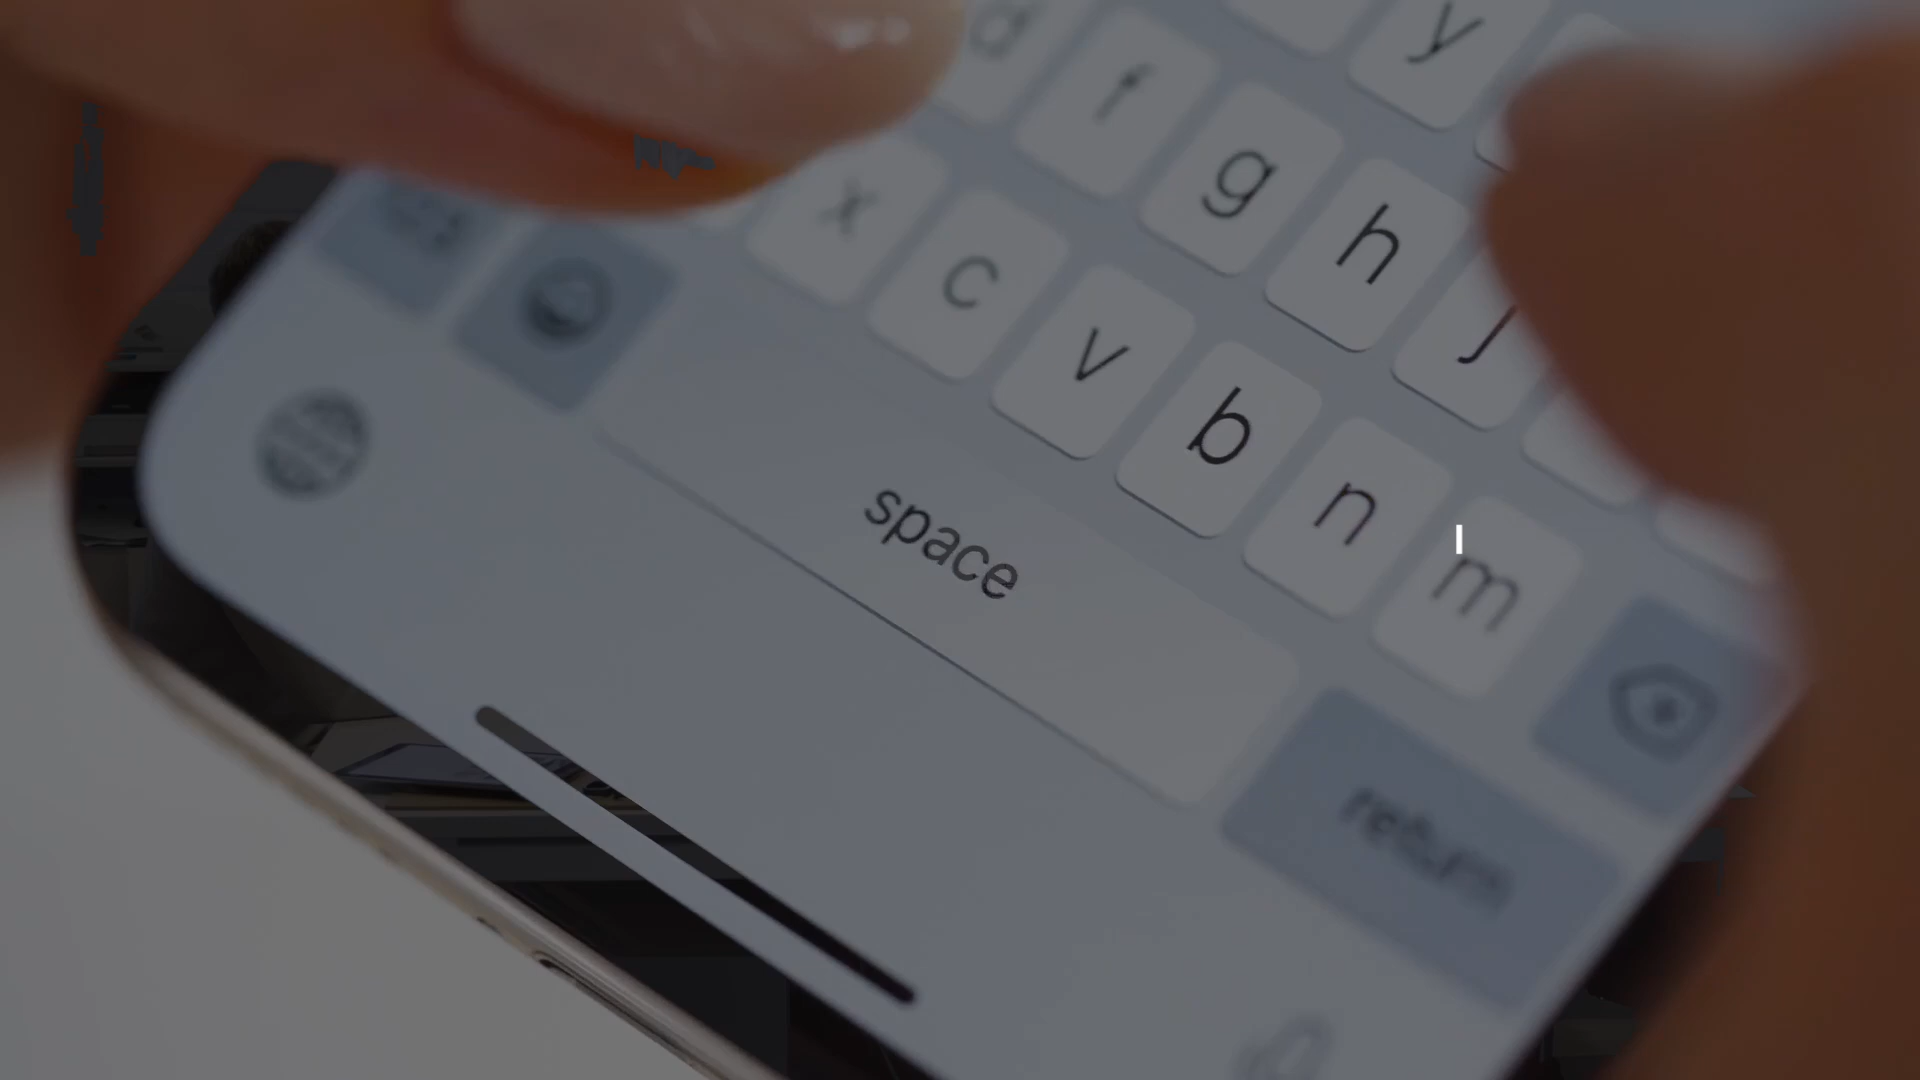 y
d f g h j
x c v b n m
space
return